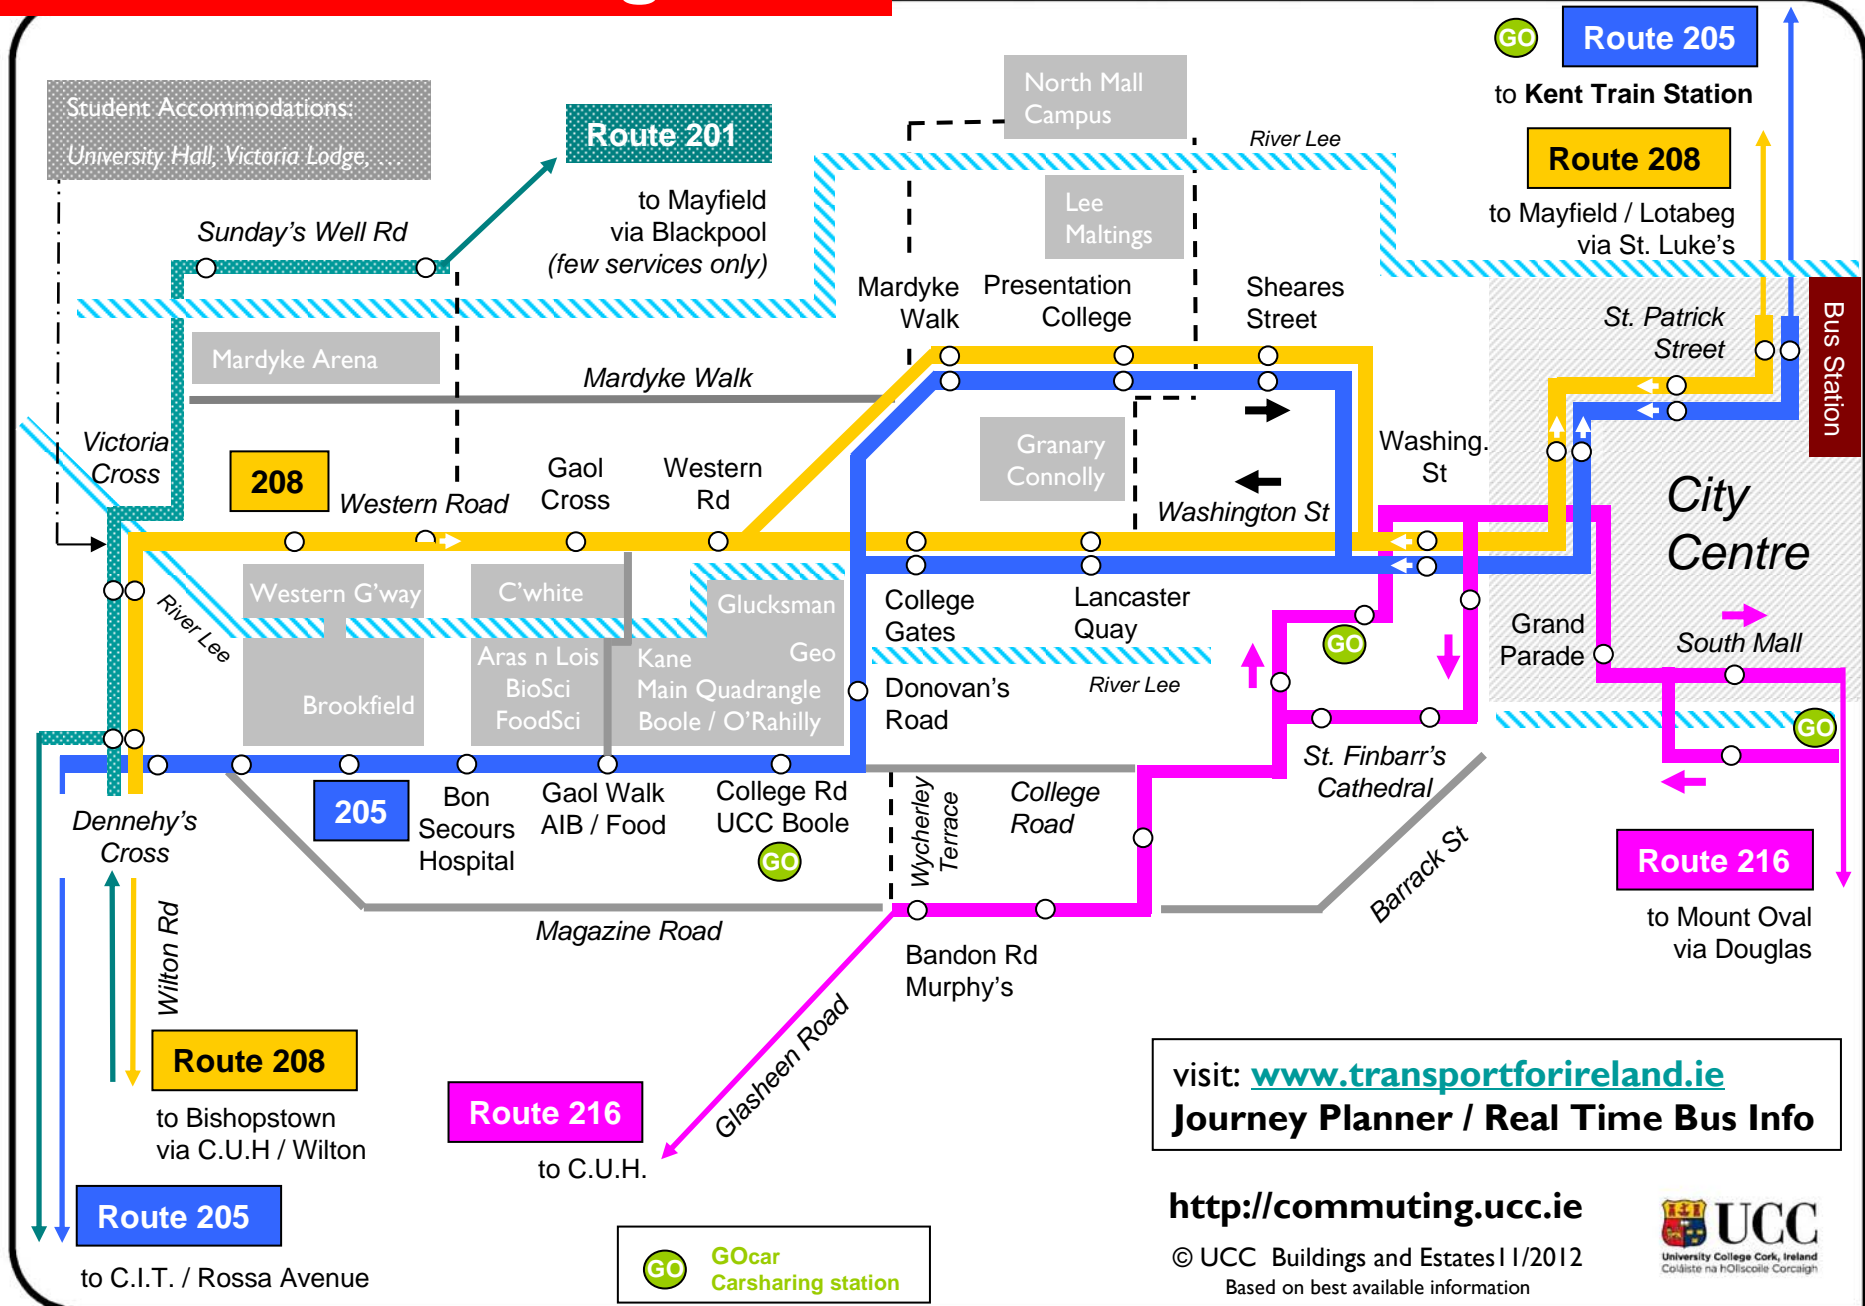 GO
Route 205
to Kent Train Station
Route 208
to Mayfield / Lotabeg
via St. Luke's
Student Accommodations:
University Hall, Victoria Lodge, ...
Route 201
to Mayfield
via Blackpool
(few services only)
North Mall
Campus
River Lee
Lee
Maltings
Sunday's Well Rd
Mardyke
Walk
Presentation
College
Sheares
Street
St. Patrick
Street
Bus Station
Mardyke Arena
Mardyke Walk
Victoria
Cross
208
Western Road
Gaol
Cross
Western
Rd
Granary
Connolly
Washington St
Washing.
St
City
Centre
River Lee
Western G'way
C'white
Glucksman
Geo
College
Gates
Lancaster
Quay
Grand
Parade
South Mall
GO
Brookfield
Aras n Lois
BioSci
FoodSci
Kane
Main Quadrangle
Boole / O'Rahilly
Donovan's
Road
River Lee
GO
St. Finbarr's
Cathedral
Dennehy's
Cross
205
Bon
Secours
Hospital
Gaol Walk
AIB / Food
College Rd
UCC Boole
GO
Wycherley
Terrace
College
Road
Barrack St
Route 216
to Mount Oval
via Douglas
Magazine Road
Wilton Rd
Bandon Rd
Murphy's
Glasheen Road
Route 208
to Bishopstown
via C.U.H / Wilton
Route 216
to C.U.H.
Route 205
to C.I.T. / Rossa Avenue
GO
GOcar
Carsharing station
visit: www.transportforireland.ie
Journey Planner / Real Time Bus Info
http://commuting.ucc.ie
© UCC Buildings and Estates11/2012
Based on best available information
UCC
University College Cork, Ireland
Coláiste na hOllscoile Corcaigh